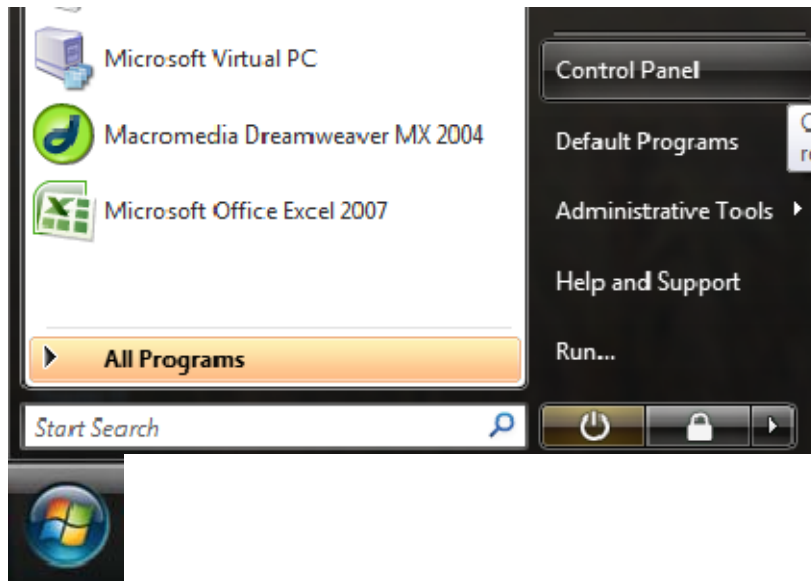 Microsoft Virtual PC
Macromedia Dreamweaver MX 2004
Microsoft Office Excel 2007
All Programs
Start Search
Control Panel
Default Programs
Administrative Tools
Help and Support
Run...